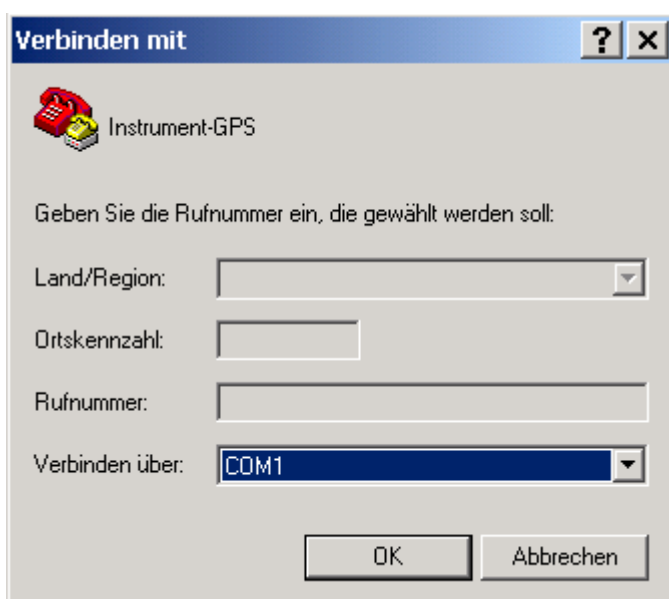 Verbinden mit
Instrument-GPS
Geben Sie die Rufnummer ein, die gewählt werden soll:
Land/Region:
Ortskennzahl:
Rufnummer:
Verbinden über: COM1
OK Abbrechen